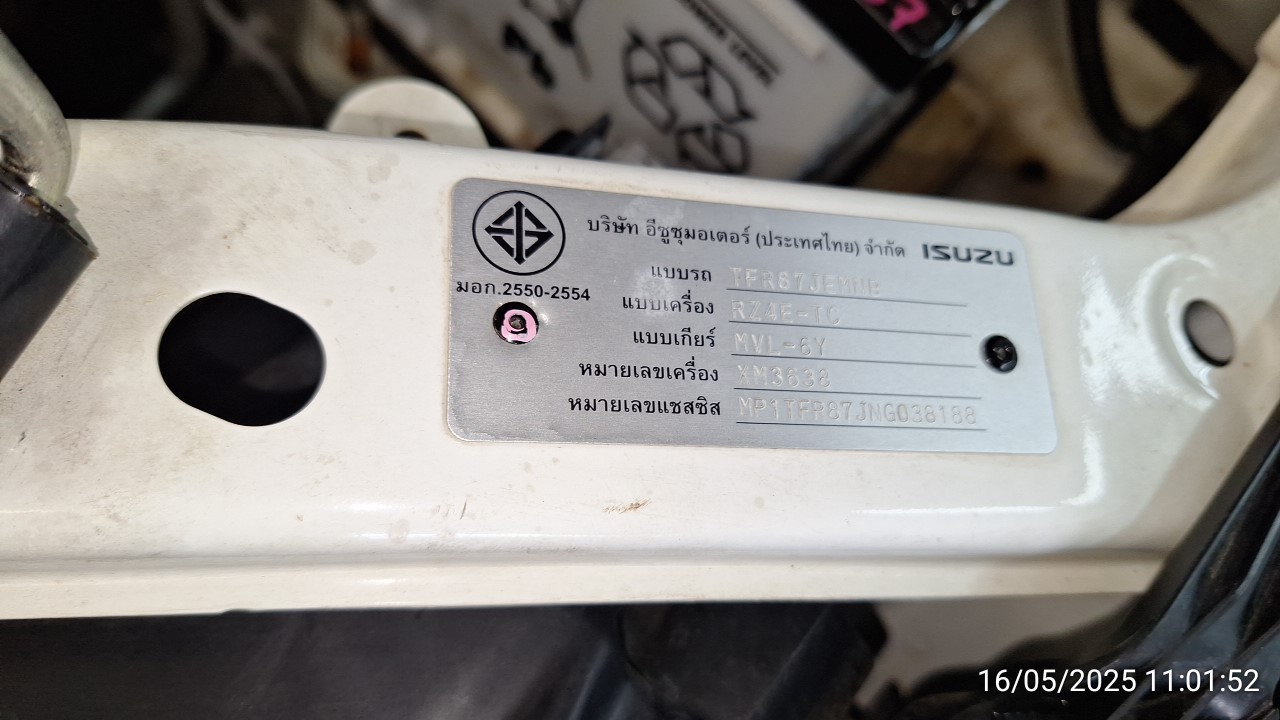 บริษัท อีซูซุมอเตอร์ (ประเทศไทย) จำกัด ISUZU
มอก.2550-2554
แบบรถ
แบบเครื่อง RZ4E-TC
แบบเกียร์ MVL-6Y
หมายเลขเครื่อง XM3638
หมายเลขแชสซิส MP1TFR87JNG038188
16/05/2025 11:01:52